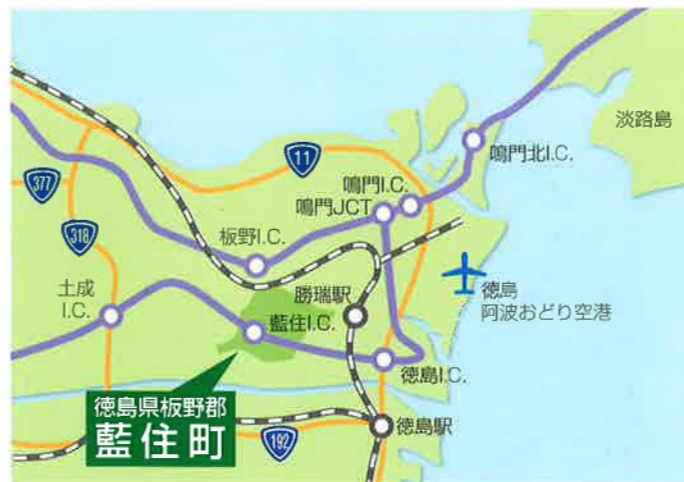 淡路島
鳴門北I.C.
11
鳴門I.C.
鳴門JCT
377
318
板野I.C.
土成
I.C.
勝瑞駅
藍住I.C.
徳島
阿波おどり空港
徳島I.C.
徳島県板野郡
藍住町
192
徳島駅